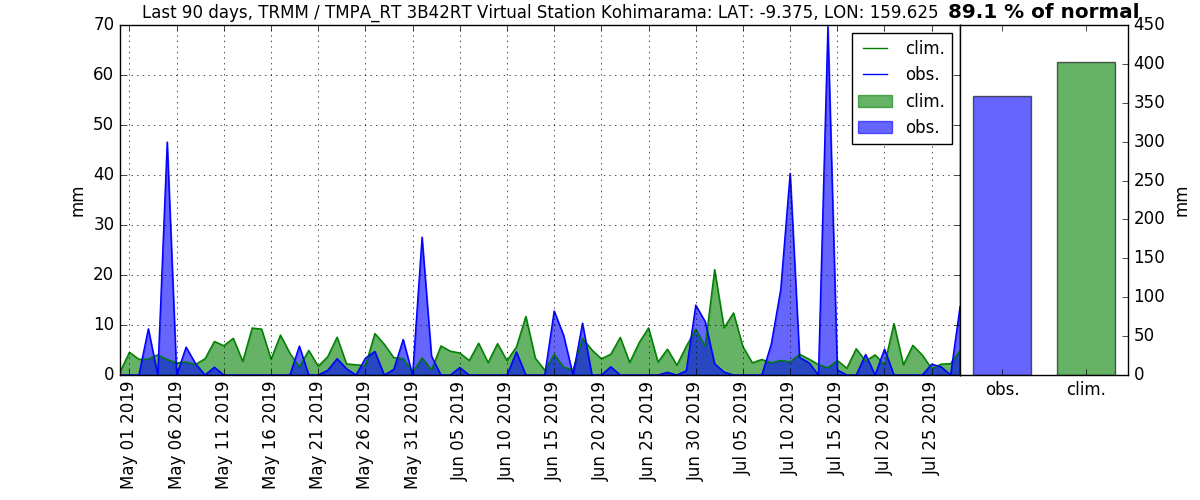 Last 90 days, TRMM / TMPA_RT 3B42RT Virtual Station Kohimarama: LAT: -9.375, LON: 159.625 89.1 % of normal
70
60
50
40
30
20
10
0
mm
clim.
obs.
clim.
obs.
450
400
350
300
250
200
150
100
50
0
mm
obs. clim.
May 01 2019
May 06 2019
May 11 2019
May 16 2019
May 21 2019
May 26 2019
May 31 2019
Jun 05 2019
Jun 10 2019
Jun 15 2019
Jun 20 2019
Jun 25 2019
Jun 30 2019
Jul 05 2019
Jul 10 2019
Jul 15 2019
Jul 20 2019
Jul 25 2019